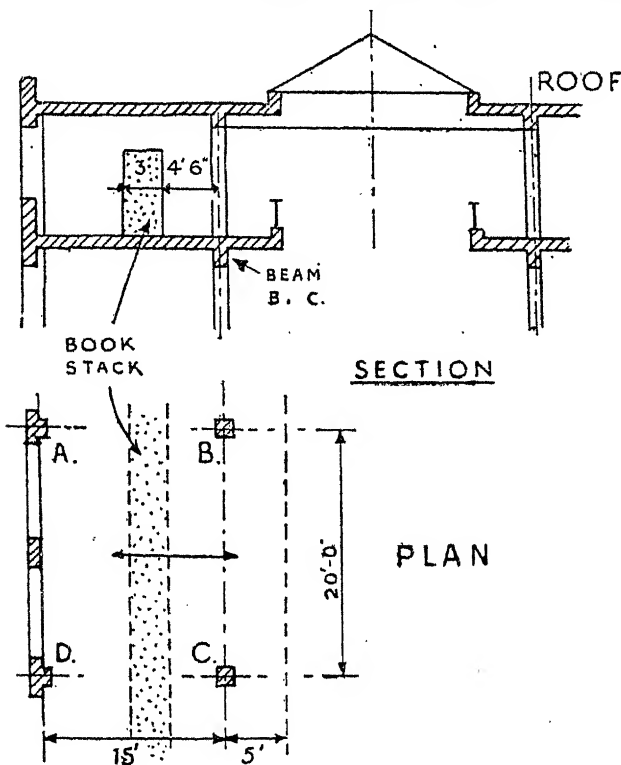 ROOF
3' 4'6"
BEAM
B. C.
BOOK
STACK
SECTION
A.
B.
20'-0"
PLAN
D.
C.
15'
5'